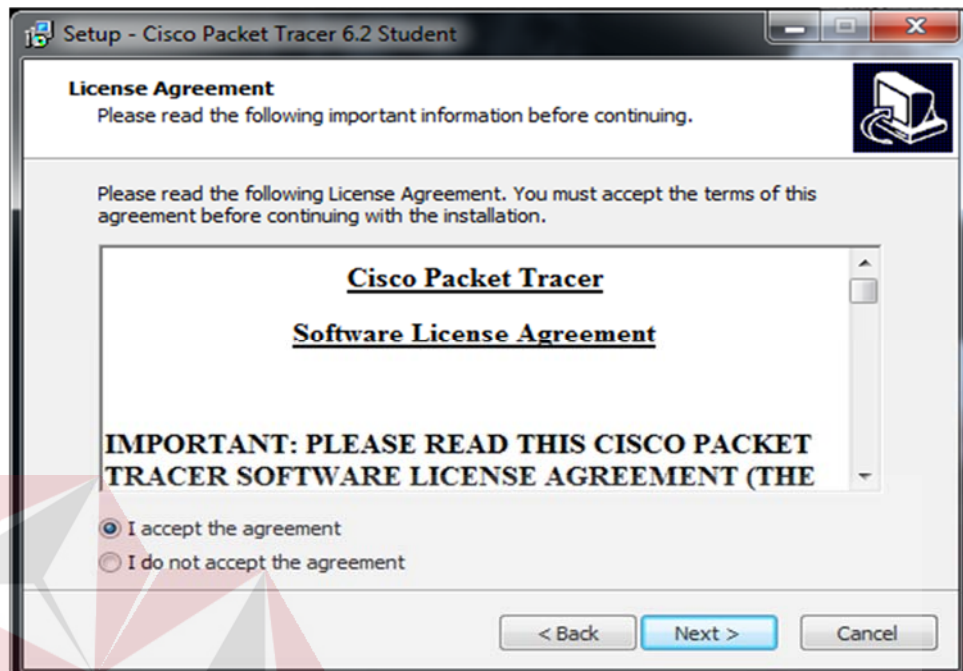 Setup - Cisco Packet Tracer 6.2 Student
License Agreement
Please read the following important information before continuing.
Please read the following License Agreement. You must accept the terms of this
agreement before continuing with the installation.
Cisco Packet Tracer
Software License Agreement
IMPORTANT: PLEASE READ THIS CISCO PACKET
TRACER SOFTWARE LICENSE AGREEMENT (THE
I accept the agreement
I do not accept the agreement
< Back
Next >
Cancel